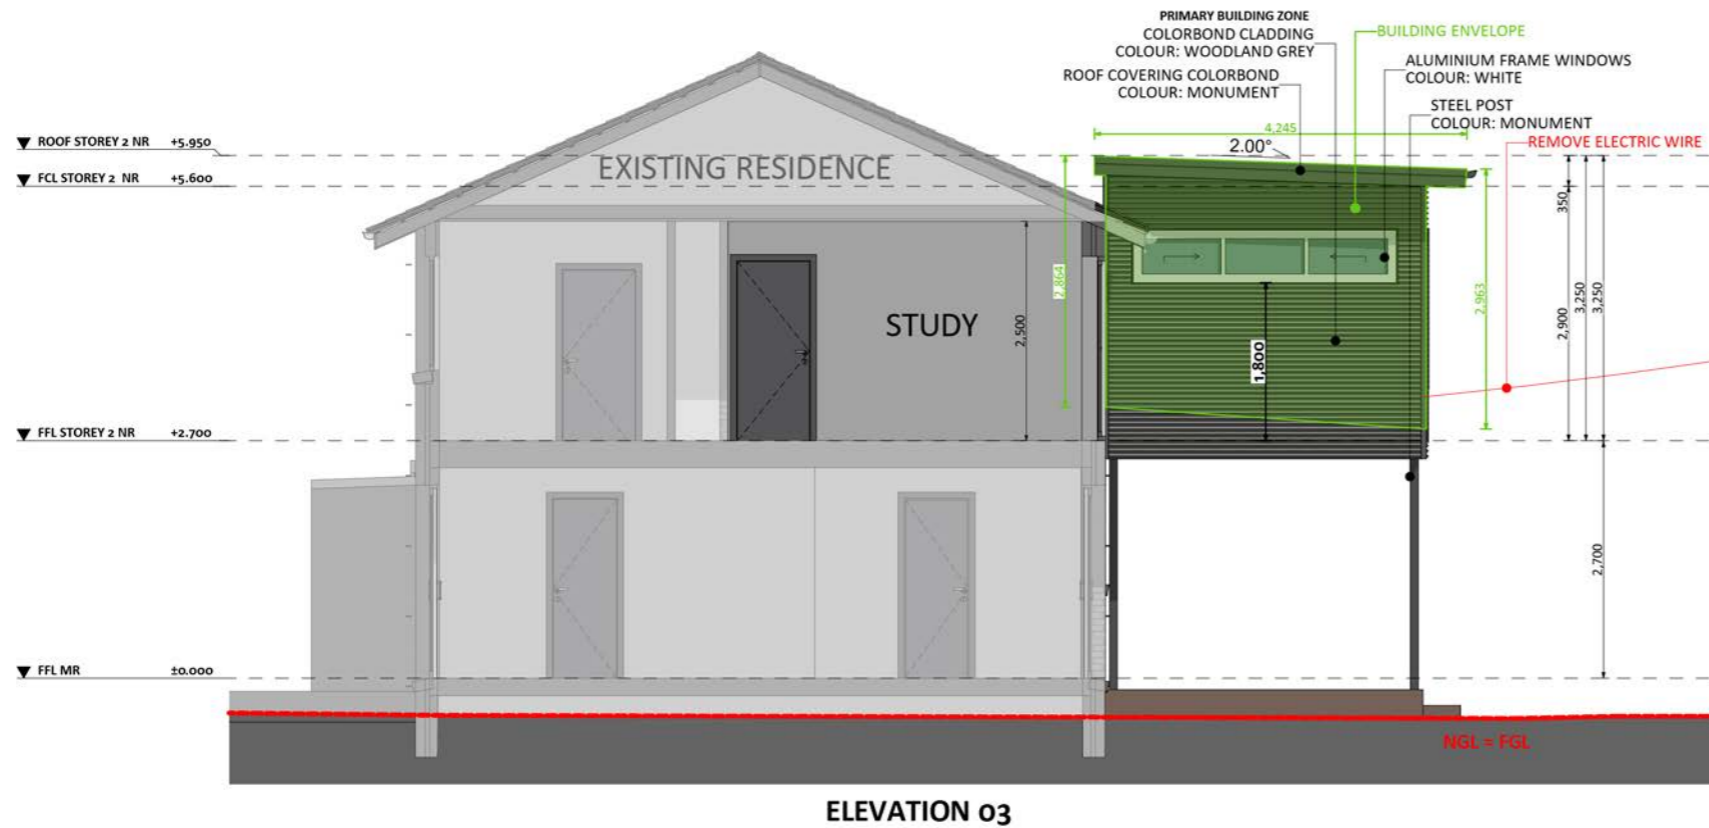 PRIMARY BUILDING ZONE
COLORBOND CLADDING
COLOUR: WOODLAND GREY
BUILDING ENVELOPE
ROOF COVERING COLORBOND
COLOUR: MONUMENT
ALUMINIUM FRAME WINDOWS
COLOUR: WHITE
STEEL POST
COLOUR: MONUMENT
REMOVE ELECTRIC WIRE
ROOF STOREY 2 NR +5.950
4,245
2.00°
EXISTING RESIDENCE
FCL STOREY 2 NR +5.600
350
2,864
2,963
3,250
3,250
2,900
STUDY
2,500
1,800
FFL STOREY 2 NR +2.700
2,700
FFL MR ±0.000
NGL = FGL
ELEVATION 03